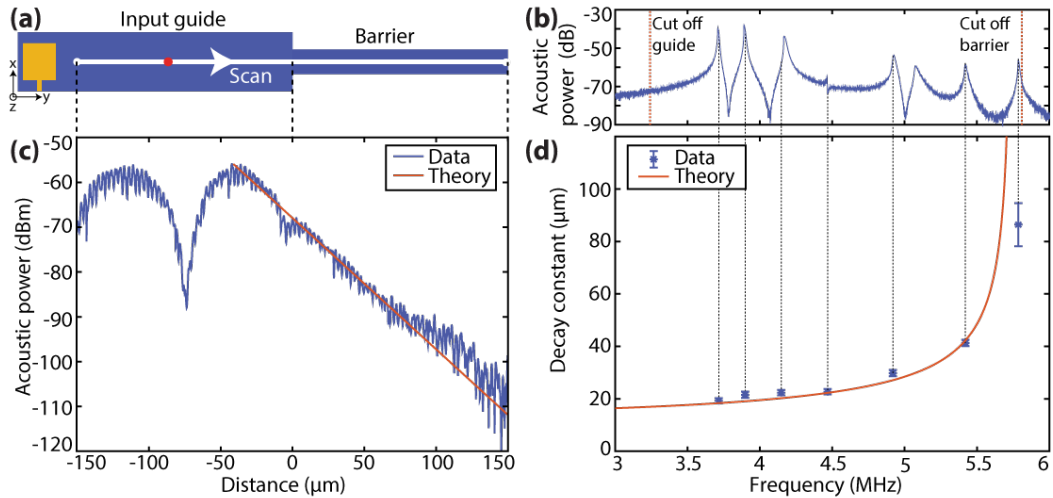 (a)
Input guide
Barrier
Scan
x
z
y
(b)
-30
-50
-70
-90
Acoustic
power (dB)
Cut off
guide
Cut off
barrier
(c)
-50
-60
-70
-80
-90
-100
-110
-120
Acoustic power (dBm)
Data
Theory
-150
-100
-50
0
50
100
150
Distance (µm)
(d)
100
80
60
40
20
0
Decay constant (µm)
Data
Theory
3
3.5
4
4.5
5
5.5
6
Frequency (MHz)